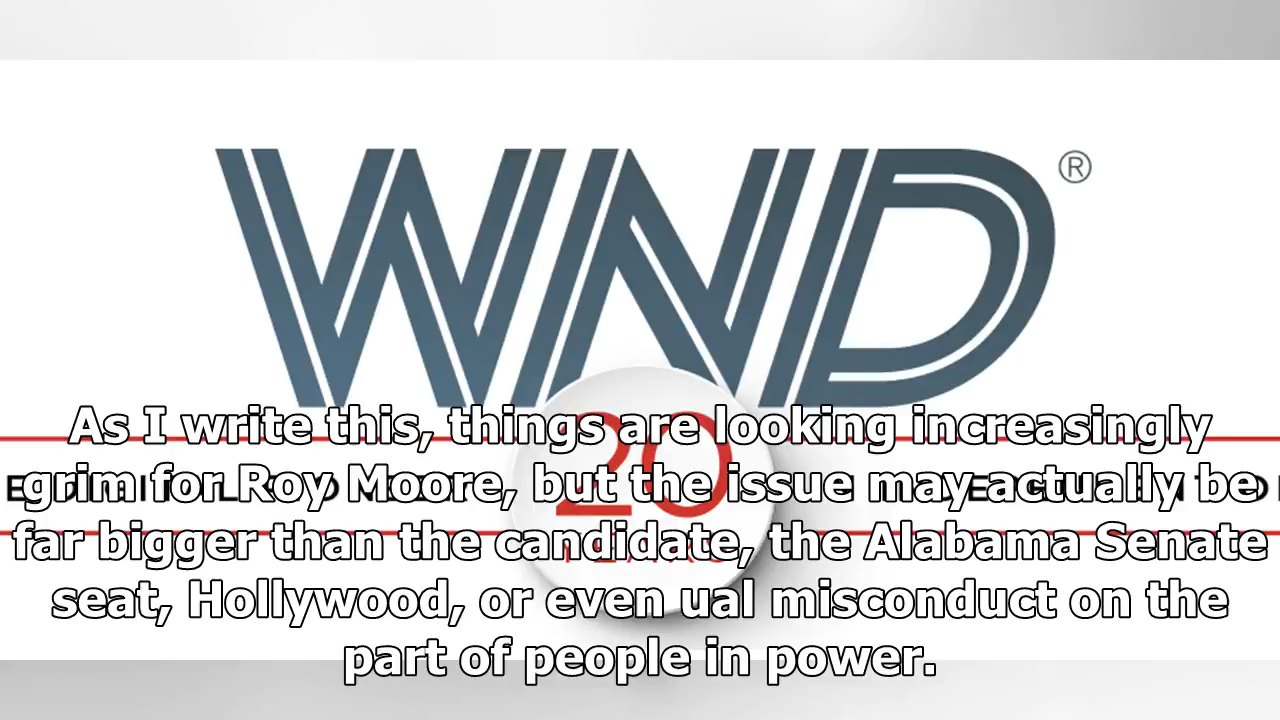 WND®
20
As I write this, things are looking increasingly
grim for Roy Moore, but the issue may actually be
far bigger than the candidate, the Alabama Senate
seat, Hollywood, or even ual misconduct on the
part of people in power.